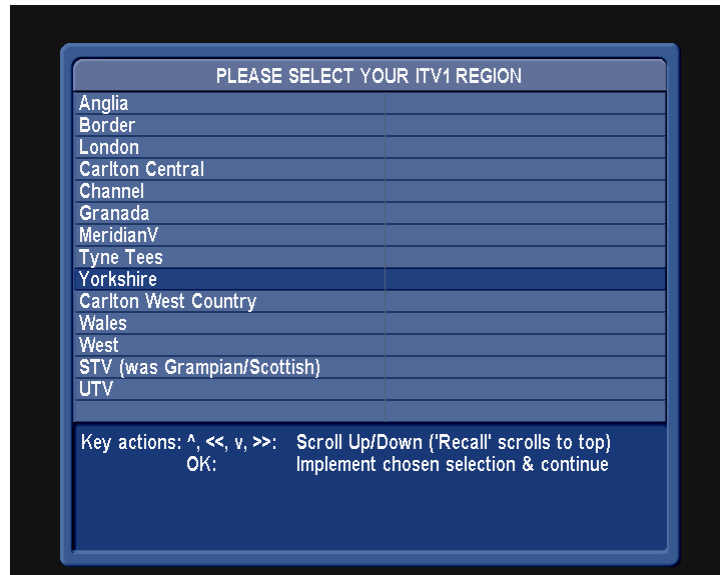 PLEASE SELECT YOUR ITV1 REGION
Anglia
Border
London
Carlton Central
Channel
Granada
MeridianV
Tyne Tees
Yorkshire
Carlton West Country
Wales
West
STV (was Grampian/Scottish)
UTV
Key actions: ^, <<, v, >>: Scroll Up/Down ('Recall' scrolls to top)
OK: Implement chosen selection & continue